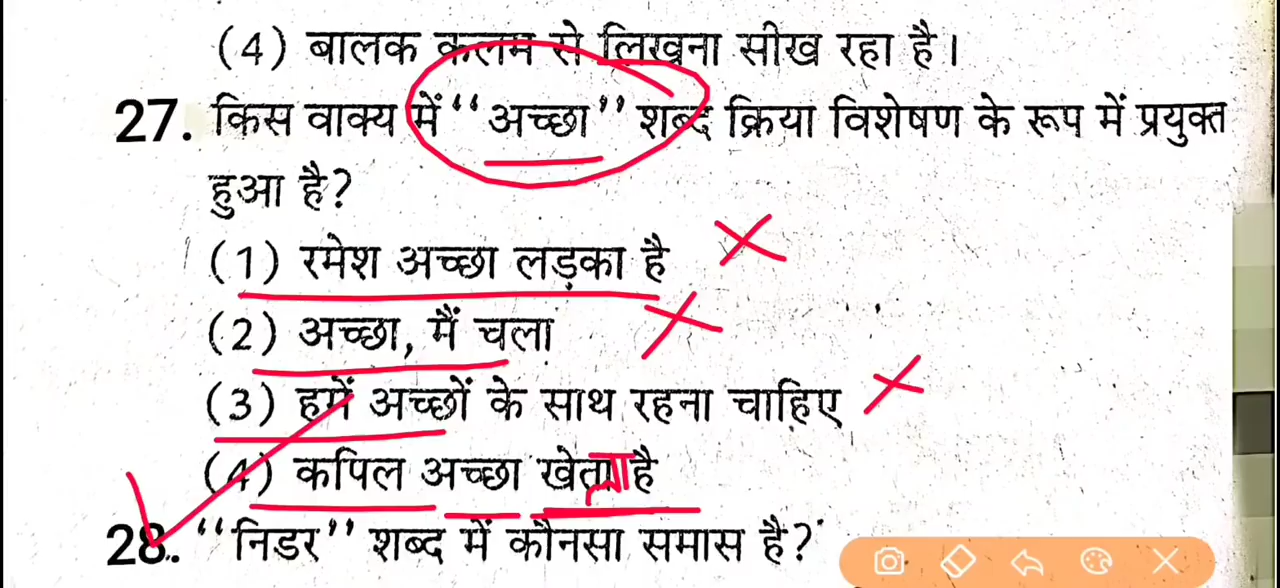 (4) बालक कलम से लिखना सीख रहा है।
27. किस वाक्य में “अच्छा” शब्द क्रिया विशेषण के रूप में प्रयुक्त
हुआ है?
(1) रमेश अच्छा लड़का है
(2) अच्छा, मैं चला
(3) हमें अच्छों के साथ रहना चाहिए
(4) कपिल अच्छा है
28. “निडर” शब्द में कौनसा समास है?